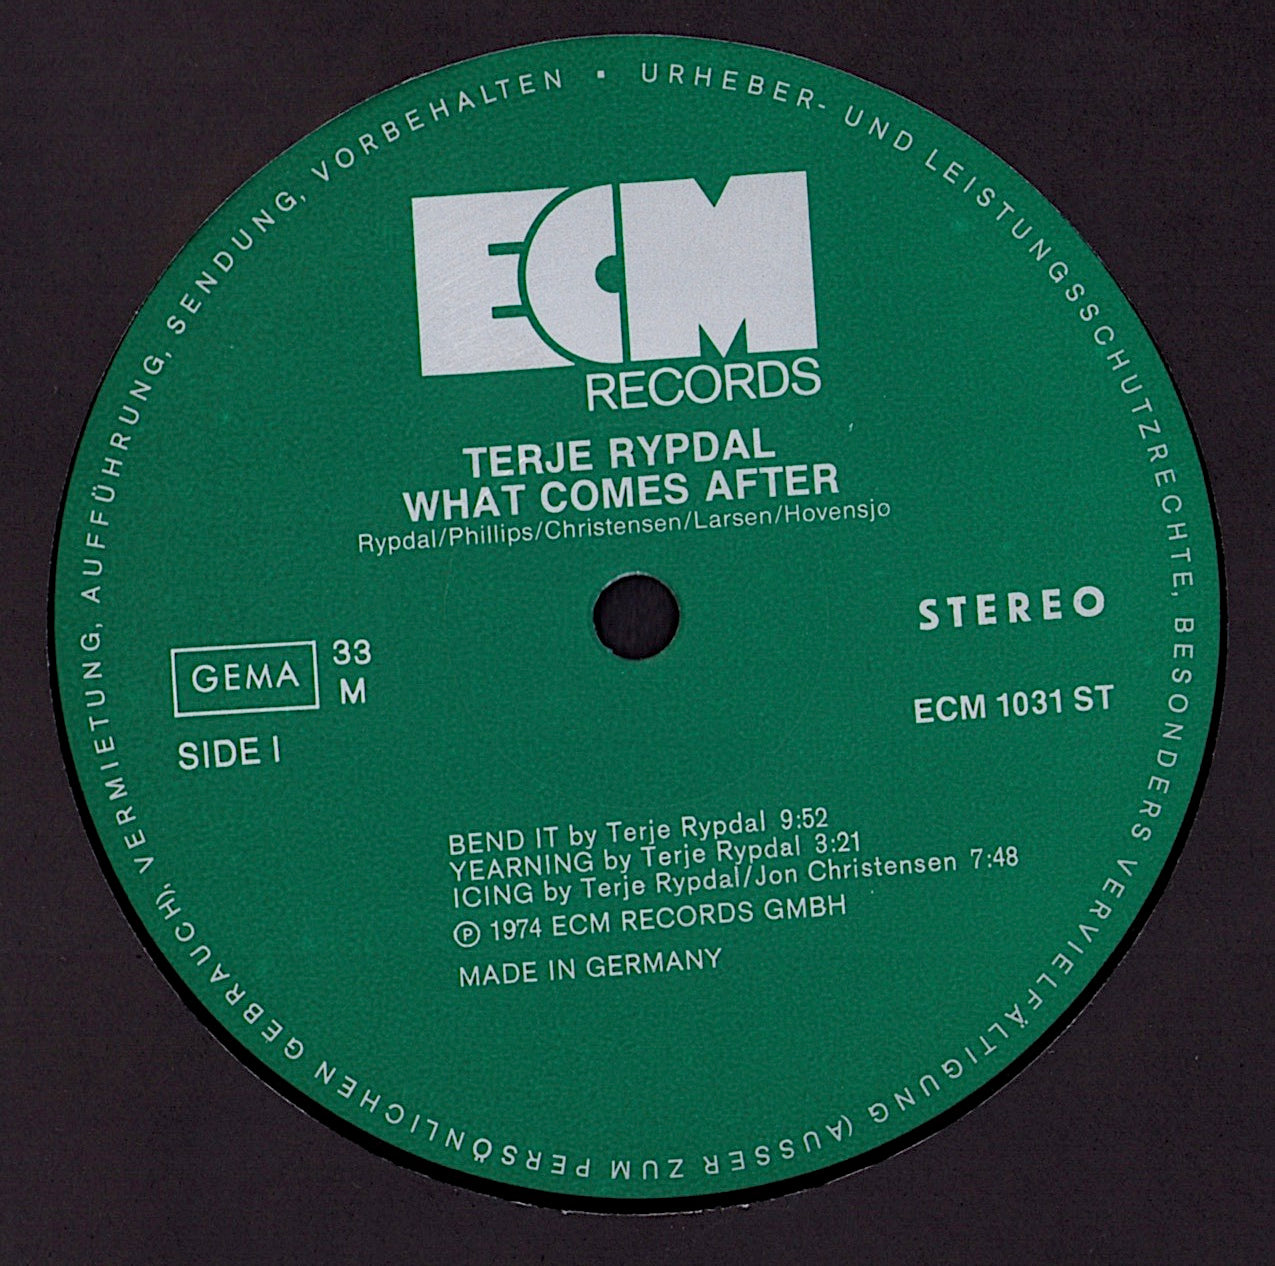 URHEBER- UND LEISTUNGSSCHUTZRECHTE, BESONDERS VERVIELFÄLTIGUNG (AUSSER ZUM PERSÖNLICHEN GEBRAUCH), VERMIETUNG, AUFFÜHRUNG, SENDUNG, VORBEHALTEN ▪
ECM
RECORDS
TERJE RYPDAL
WHAT COMES AFTER
Rypdal/Phillips/Christensen/Larsen/Hovensjø
STEREO
GEMA
33
M
ECM 1031 ST
SIDE I
BEND IT by Terje Rypdal 9:52
YEARNING by Terje Rypdal 3:21
ICING by Terje Rypdal/Jon Christensen 7:48
Ⓟ 1974 ECM RECORDS GMBH
MADE IN GERMANY